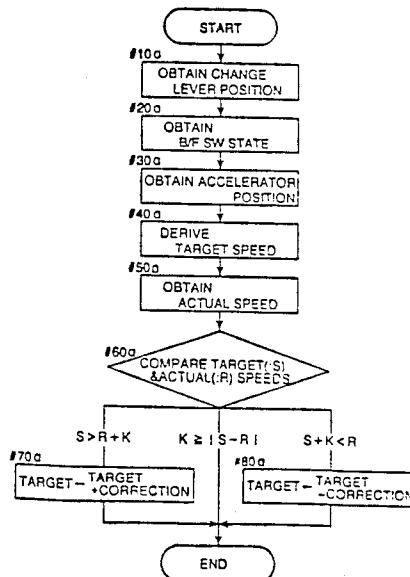 START
#10a
OBTAIN CHANGE
LEVER POSITION
#20a
OBTAIN
B/F SW STATE
#30a
OBTAIN ACCELERATOR
POSITION
#40a
DERIVE
TARGET SPEED
#50a
OBTAIN
ACTUAL SPEED
#60a
COMPARE TARGET(:S)
&ACTUAL(:R) SPEEDS
S>R+K
K ≧ | S-R |
S+K<R
#70a
TARGET← TARGET
+CORRECTION
#80a
TARGET← TARGET
-CORRECTION
END